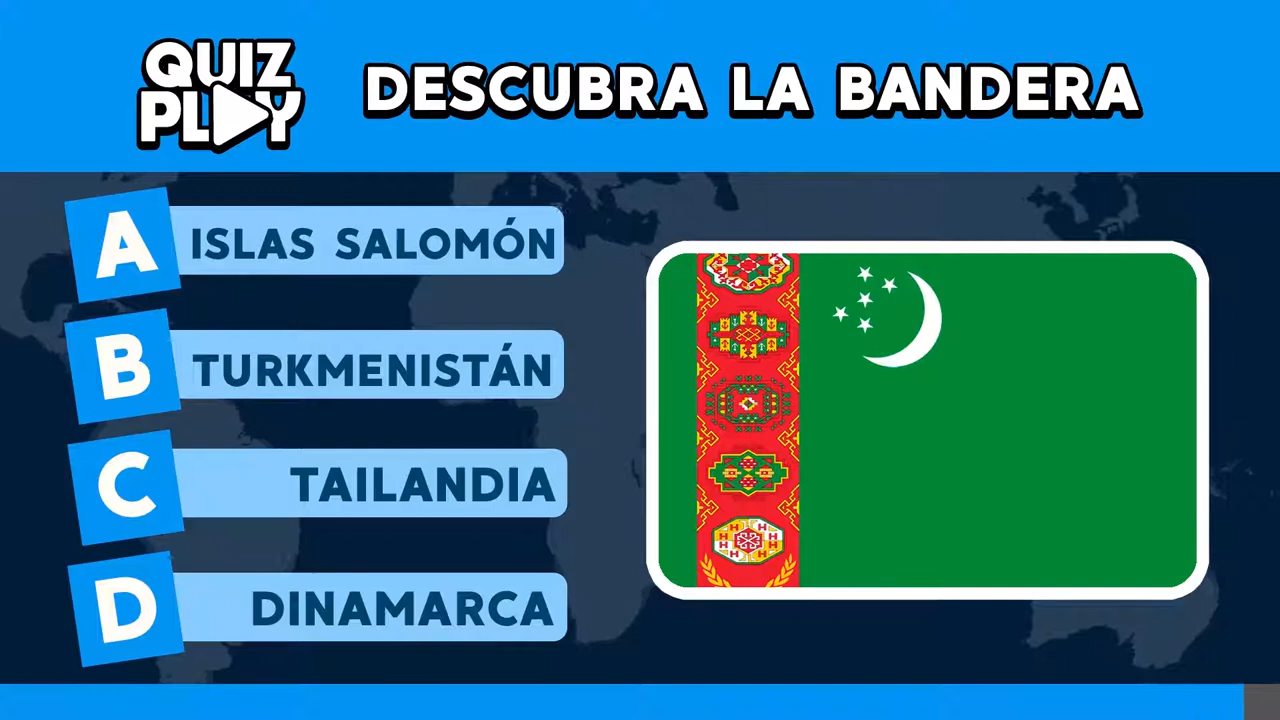 QUIZ
PLAY
DESCUBRA LA BANDERA
A
ISLAS SALOMÓN
B
TURKMENISTÁN
C
TAILANDIA
D
DINAMARCA